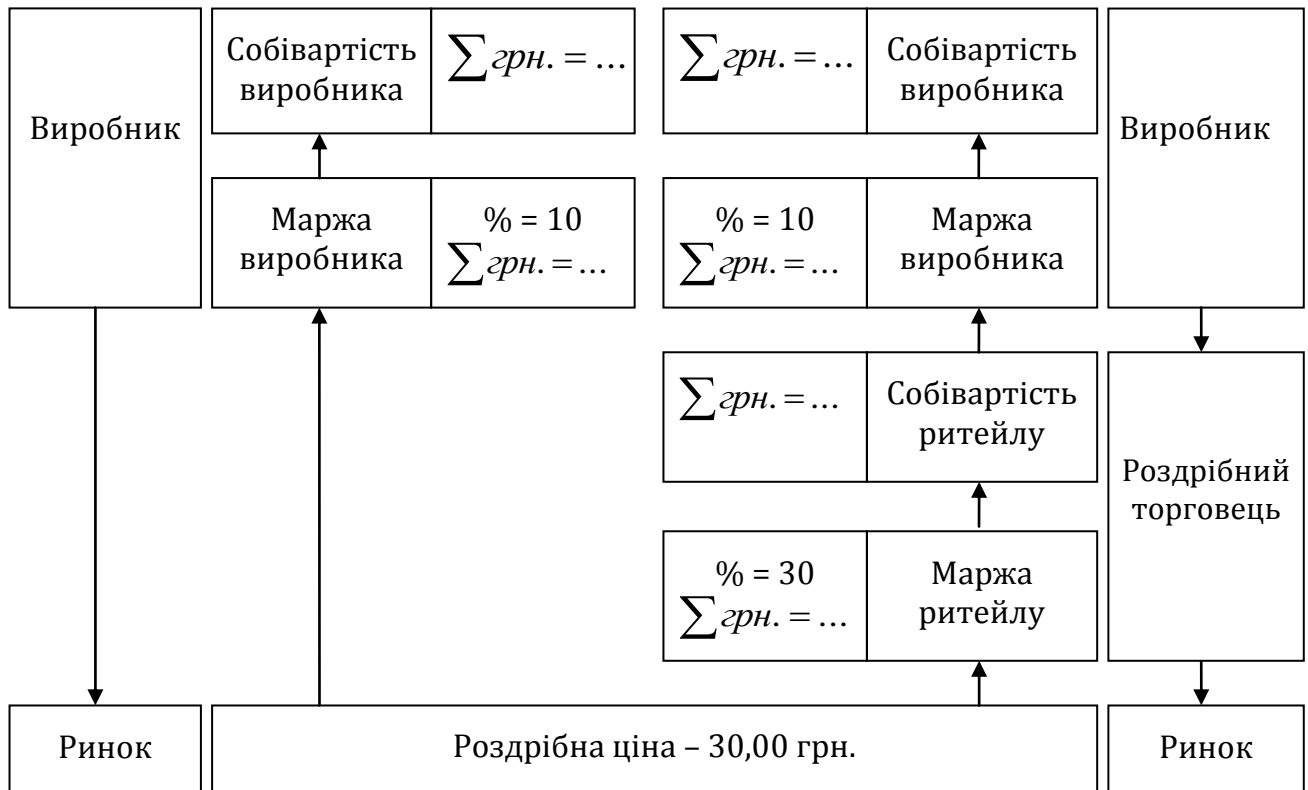 Виробник
Собівартість
виробника
∑грн. = ...
∑грн. = ...
Собівартість
виробника
Виробник
Маржа
виробника
% = 10
∑грн. = ...
% = 10
∑грн. = ...
Маржа
виробника
∑грн. = ...
Собівартість
ритейлу
Роздрібний
торговець
% = 30
∑грн. = ...
Маржа
ритейлу
Ринок
Роздрібна ціна – 30,00 грн.
Ринок